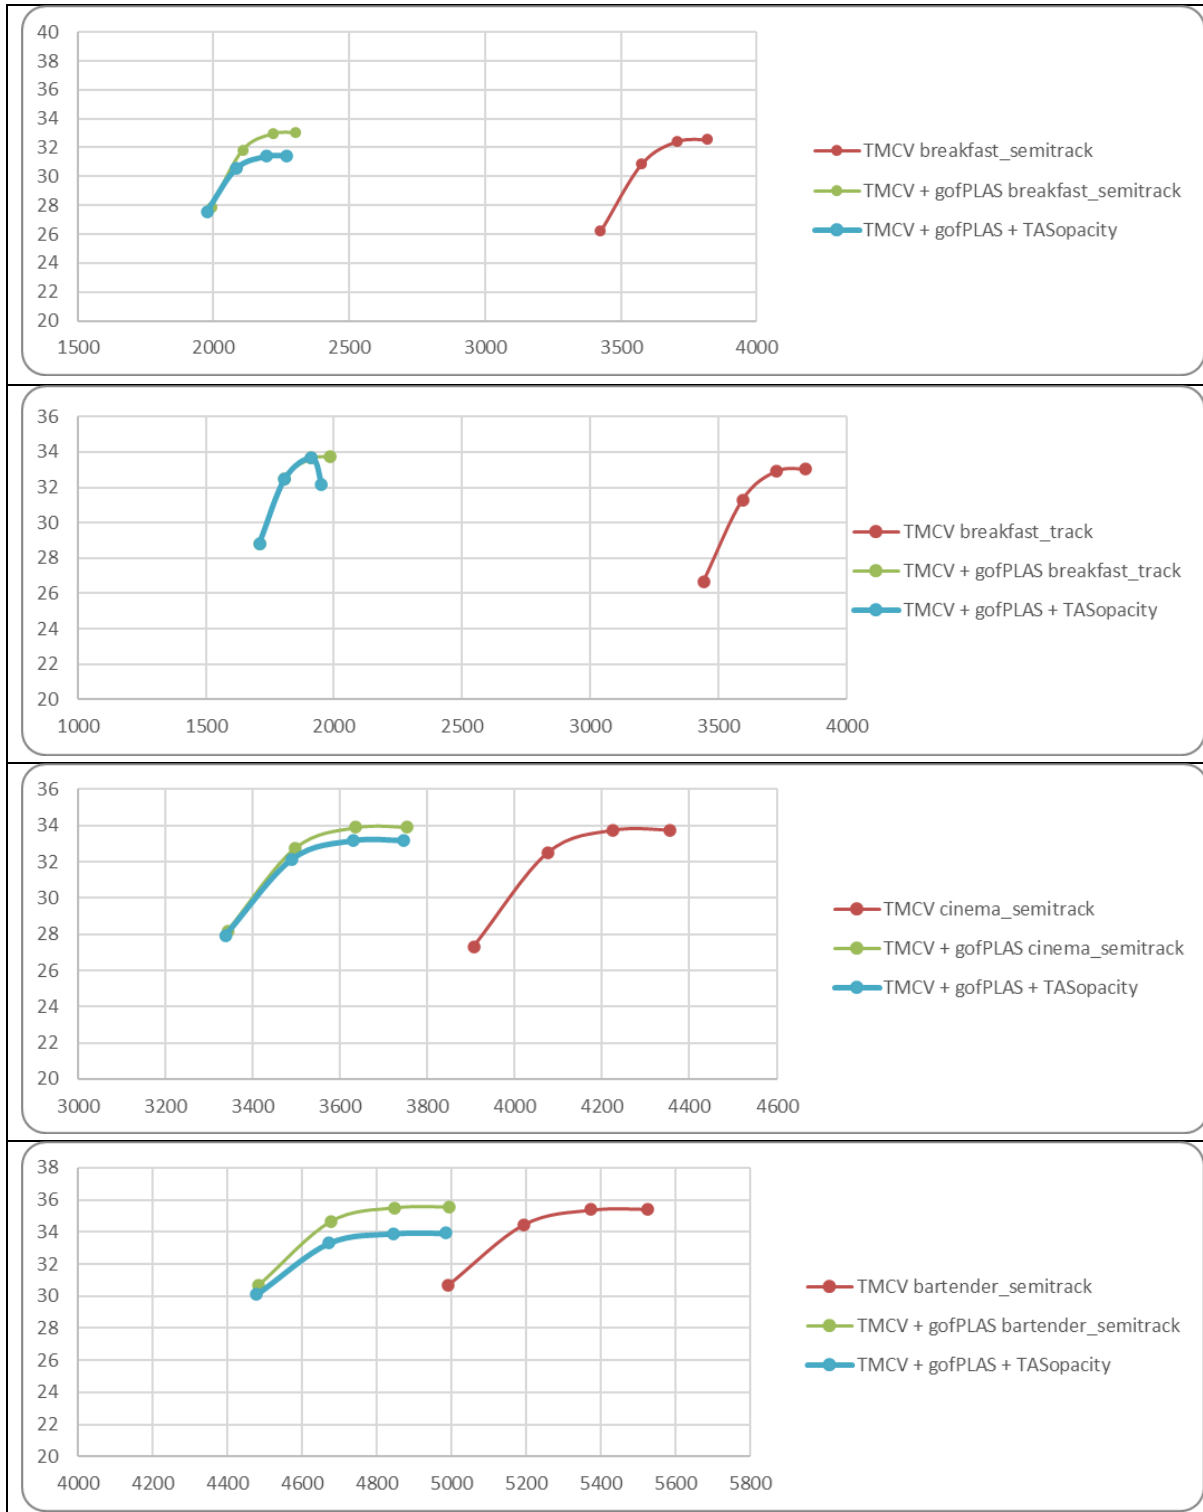 40
38
36
34
32
30
28
26
24
22
20
1500 2000 2500 3000 3500 4000
TMCV breakfast_semitrack
TMCV + gofPLAS breakfast_semitrack
TMCV + gofPLAS + TASopacity
36
34
32
30
28
26
24
22
20
1000 1500 2000 2500 3000 3500 4000
TMCV breakfast_track
TMCV + gofPLAS breakfast_track
TMCV + gofPLAS + TASopacity
36
34
32
30
28
26
24
22
20
3000 3200 3400 3600 3800 4000 4200 4400 4600
TMCV cinema_semitrack
TMCV + gofPLAS cinema_semitrack
TMCV + gofPLAS + TASopacity
38
36
34
32
30
28
26
24
22
20
4000 4200 4400 4600 4800 5000 5200 5400 5600 5800
TMCV bartender_semitrack
TMCV + gofPLAS bartender_semitrack
TMCV + gofPLAS + TASopacity